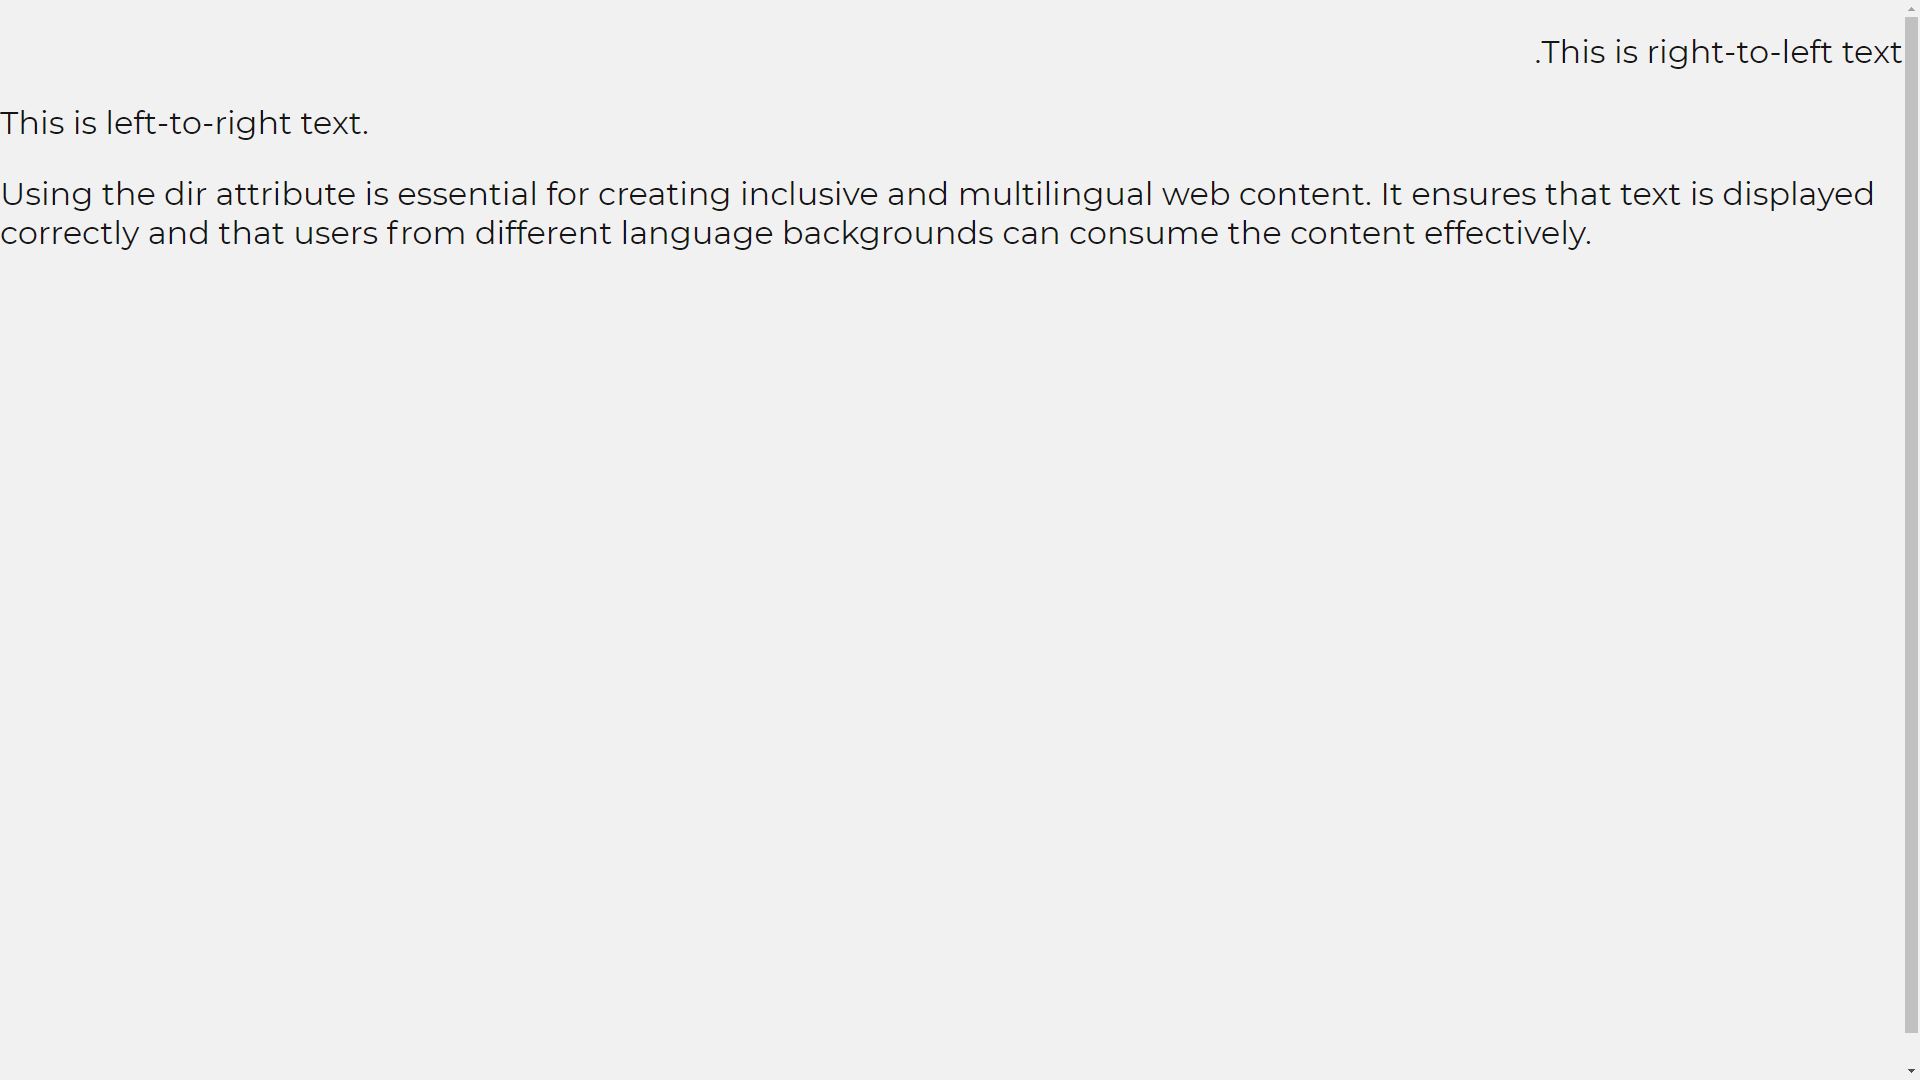 .This is right-to-left text
This is left-to-right text.
Using the dir attribute is essential for creating inclusive and multilingual web content. It ensures that text is displayed
correctly and that users from different language backgrounds can consume the content effectively.